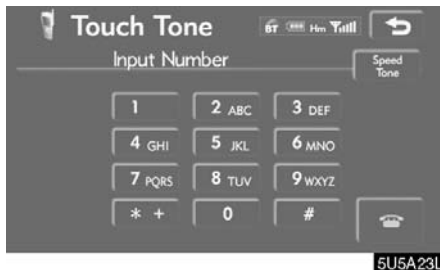 Touch Tone BT Hm
Input Number
Speed
Tone
1 2 ABC 3 DEF
4 GHI 5 JKL 6 MNO
7 PQRS 8 TUV 9 WXYZ
* + 0 #
5U5A23L